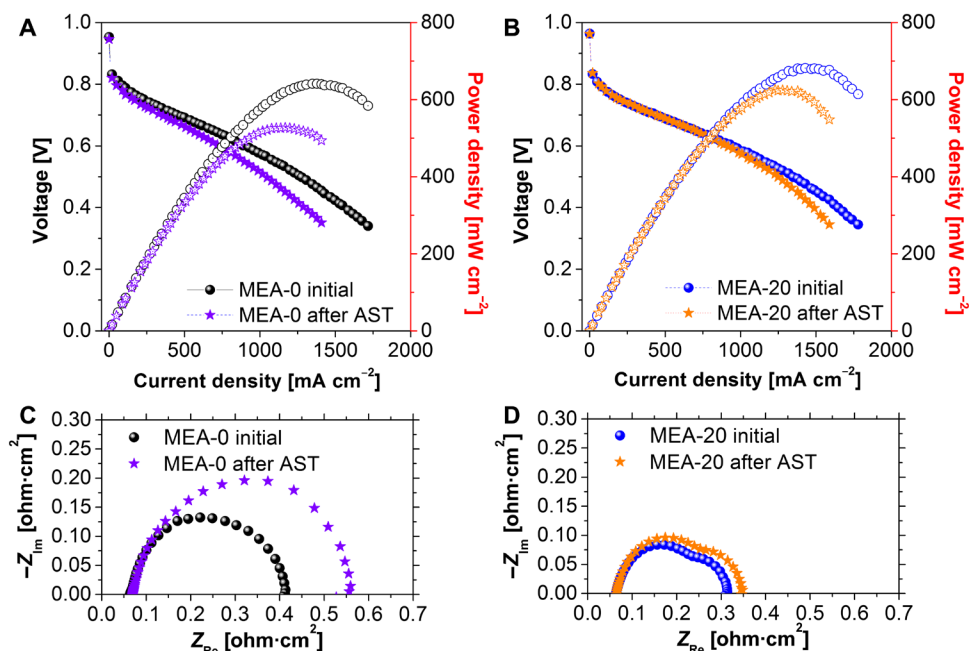 A
Voltage [V]
1.0
0.8
0.6
0.4
0.2
0.0
800
600
400
200
0
Power density [mW cm⁻²]
MEA-0 initial
MEA-0 after AST
0 500 1000 1500 2000
Current density [mA cm⁻²]
B
Voltage [V]
1.0
0.8
0.6
0.4
0.2
0.0
800
600
400
200
0
Power density [mW cm⁻²]
MEA-20 initial
MEA-20 after AST
0 500 1000 1500 2000
Current density [mA cm⁻²]
C
−Z_Im [ohm·cm²]
0.30
0.25
0.20
0.15
0.10
0.05
0.00
MEA-0 initial
MEA-0 after AST
0.0 0.1 0.2 0.3 0.4 0.5 0.6 0.7
Z_Re [ohm·cm²]
D
−Z_Im [ohm·cm²]
0.30
0.25
0.20
0.15
0.10
0.05
0.00
MEA-20 initial
MEA-20 after AST
0.0 0.1 0.2 0.3 0.4 0.5 0.6 0.7
Z_Re [ohm·cm²]